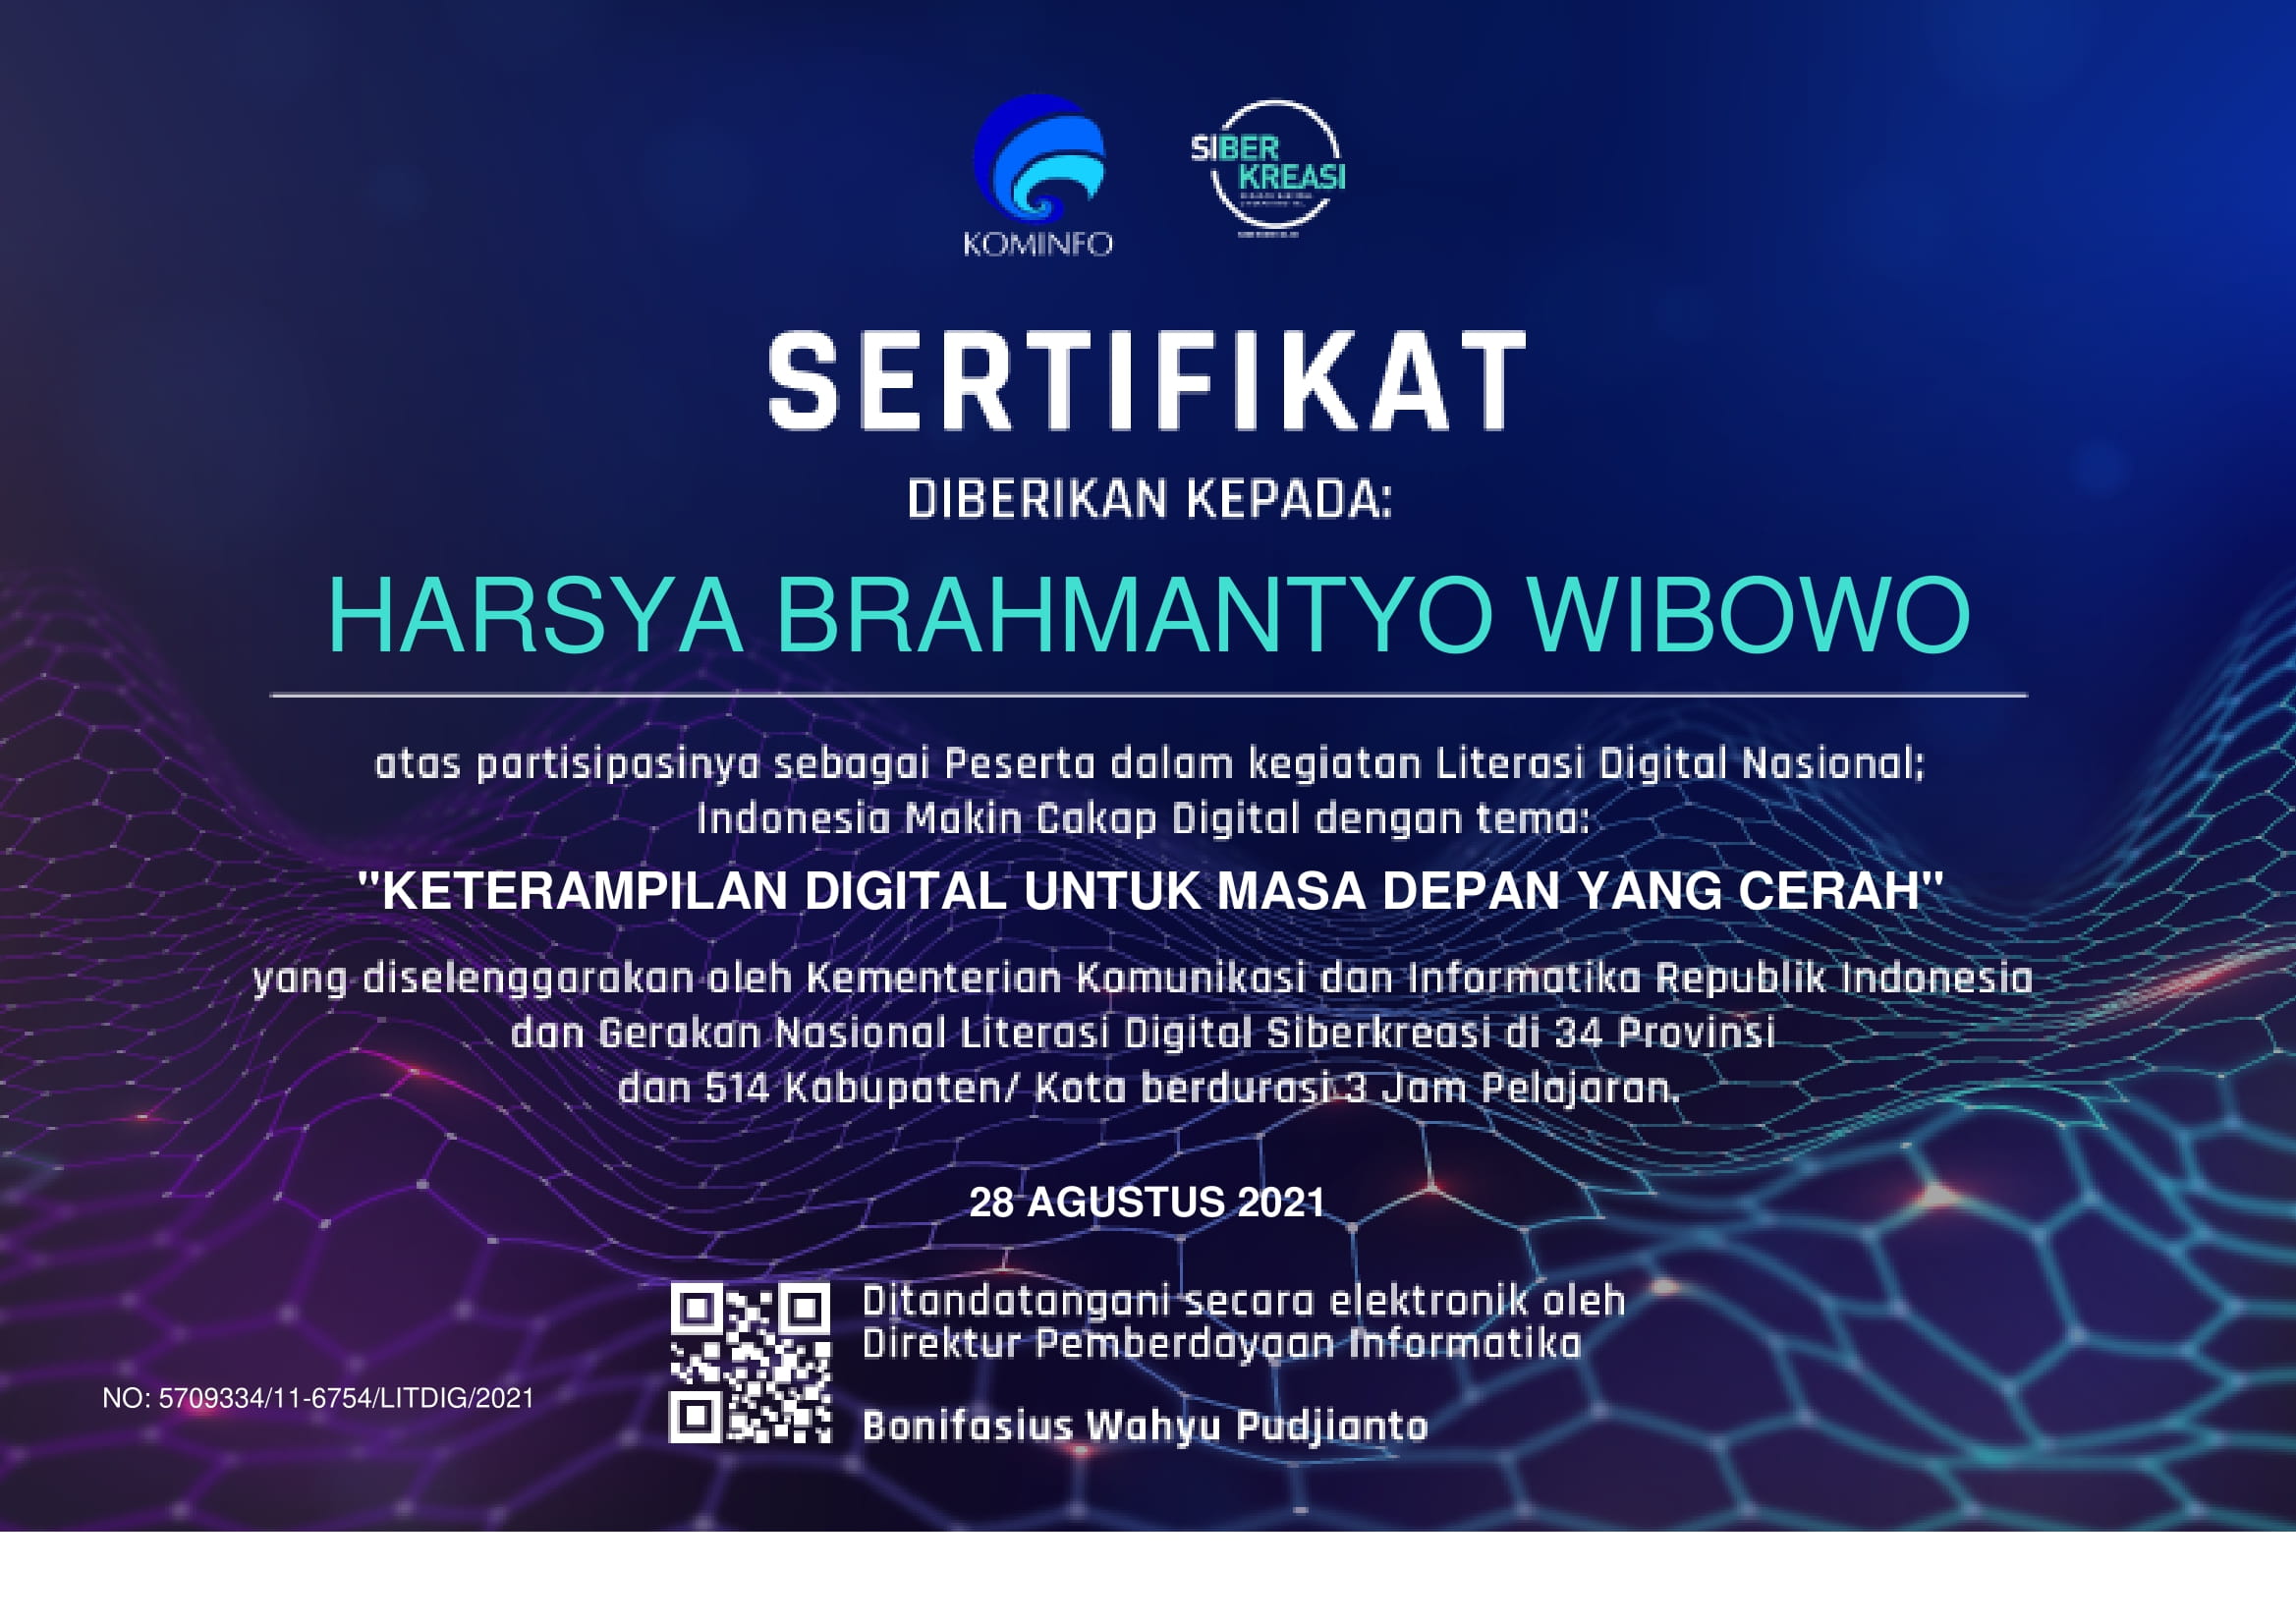 KOMINFO
SIBER
KREASI
SERTIFIKAT
DIBERIKAN KEPADA:
HARSYA BRAHMANTYO WIBOWO
atas partisipasinya sebagai Peserta dalam kegiatan Literasi Digital Nasional;
Indonesia Makin Cakap Digital dengan tema:
"KETERAMPILAN DIGITAL UNTUK MASA DEPAN YANG CERAH"
yang diselenggarakan oleh Kementerian Komunikasi dan Informatika Republik Indonesia
dan Gerakan Nasional Literasi Digital Siberkreasi di 34 Provinsi
dan 514 Kabupaten/ Kota berdurasi 3 Jam Pelajaran.
28 AGUSTUS 2021
Ditandatangani secara elektronik oleh
Direktur Pemberdayaan Informatika
Bonifasius Wahyu Pudjianto
NO: 5709334/11-6754/LITDIG/2021